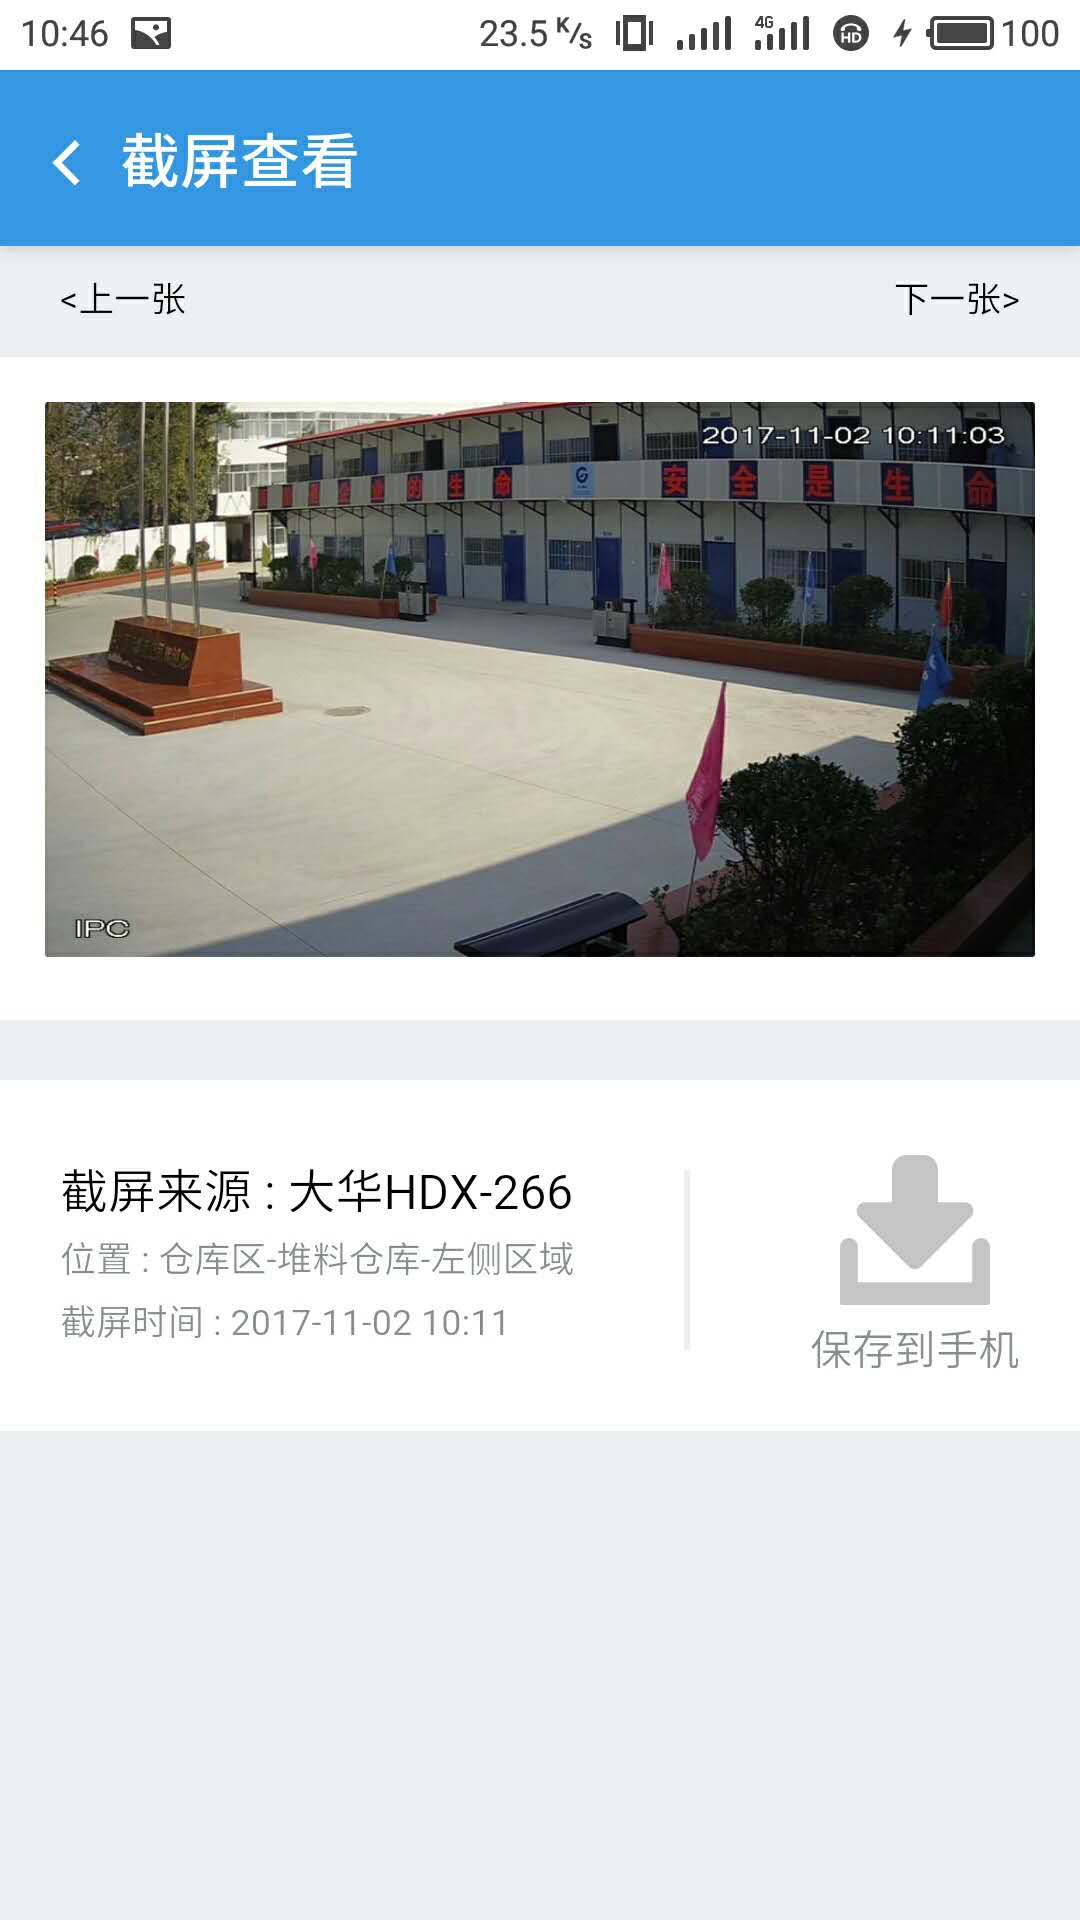 10:46 23.5 K/s 4G HD 100
截屏查看
<上一张 下一张>
2017-11-02 10:11:03
企业的生命 安全是生命
IPC
截屏来源 : 大华HDX-266
位置 : 仓库区-堆料仓库-左侧区域
截屏时间 : 2017-11-02 10:11
保存到手机